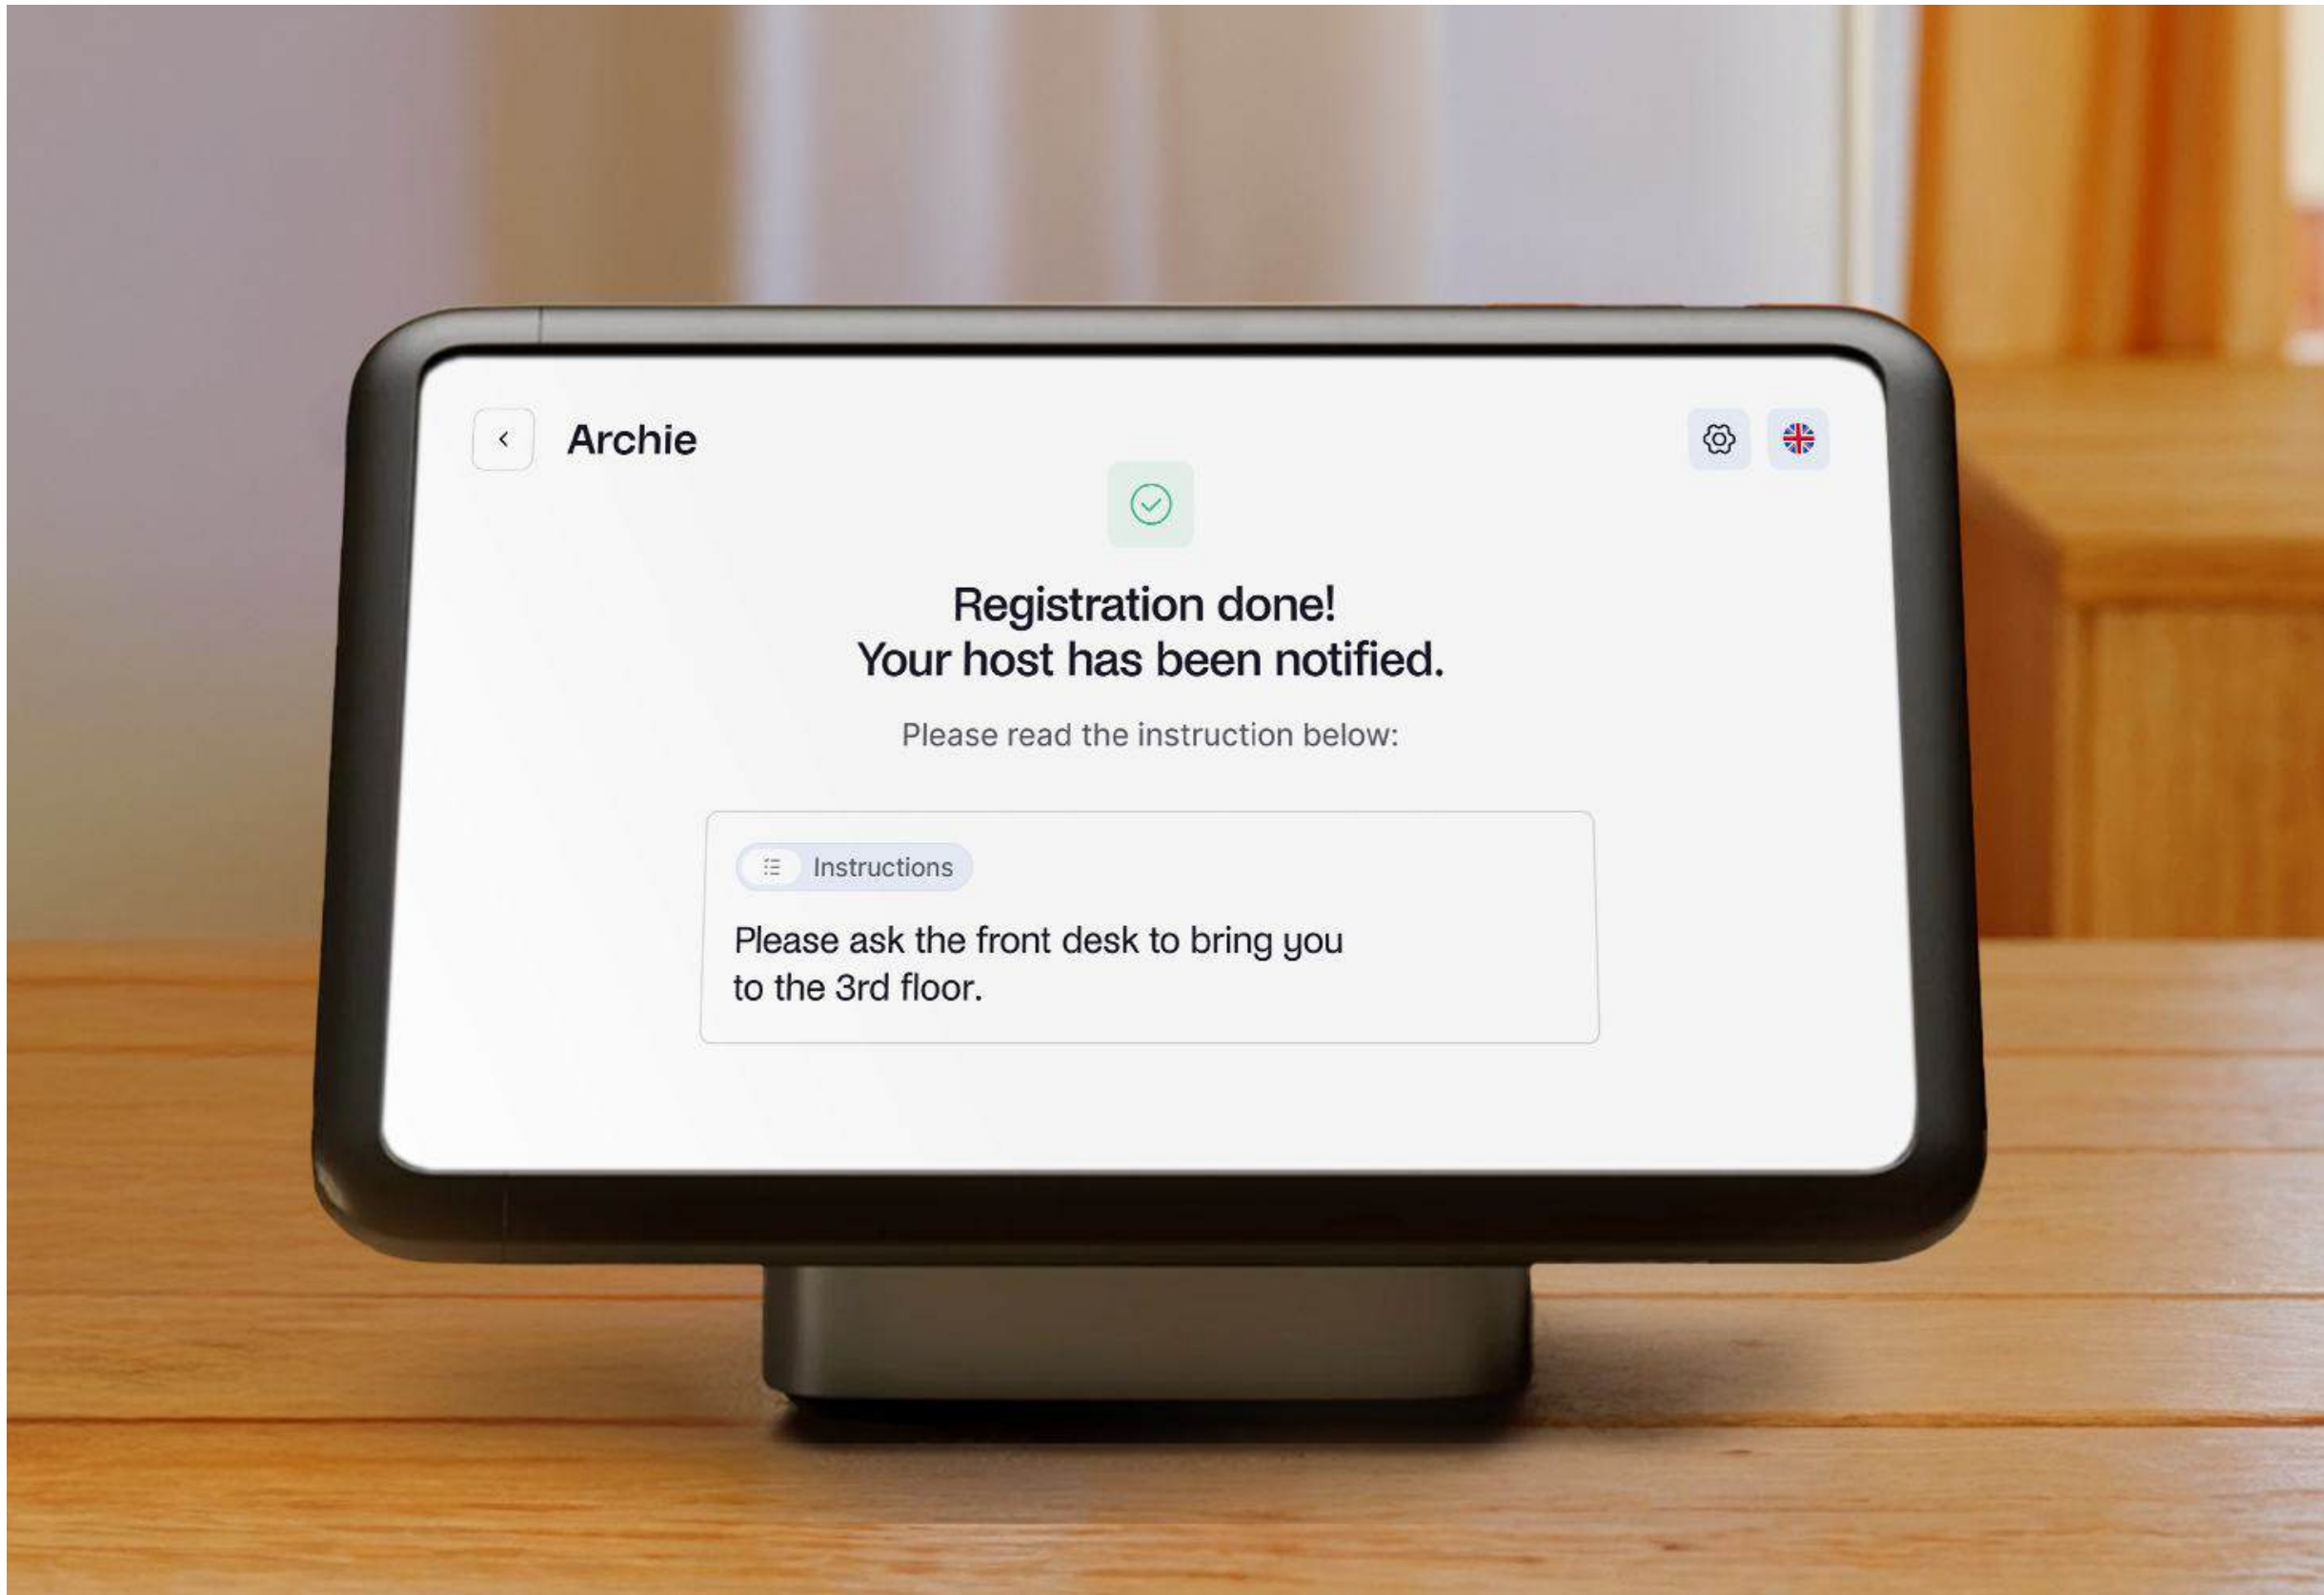 Archie
Registration done!
Your host has been notified.
Please read the instruction below:
Instructions
Please ask the front desk to bring you
to the 3rd floor.